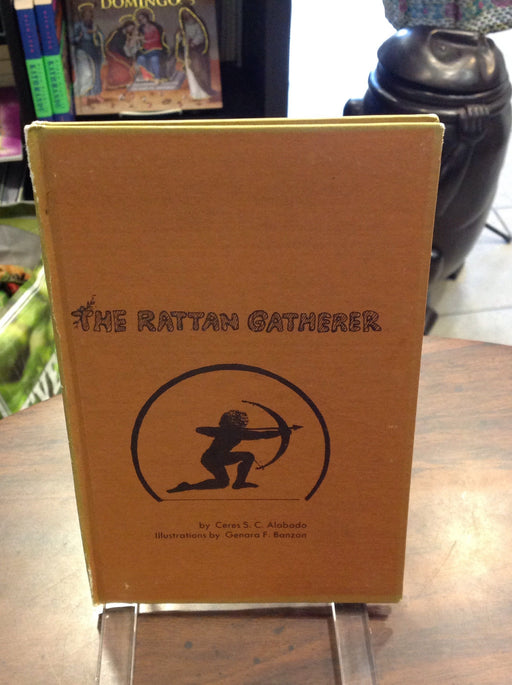 DOMINGO
THE RATTAN GATHERER
by Ceres S. C. Alabado
Illustrations by Genara F. Banzon